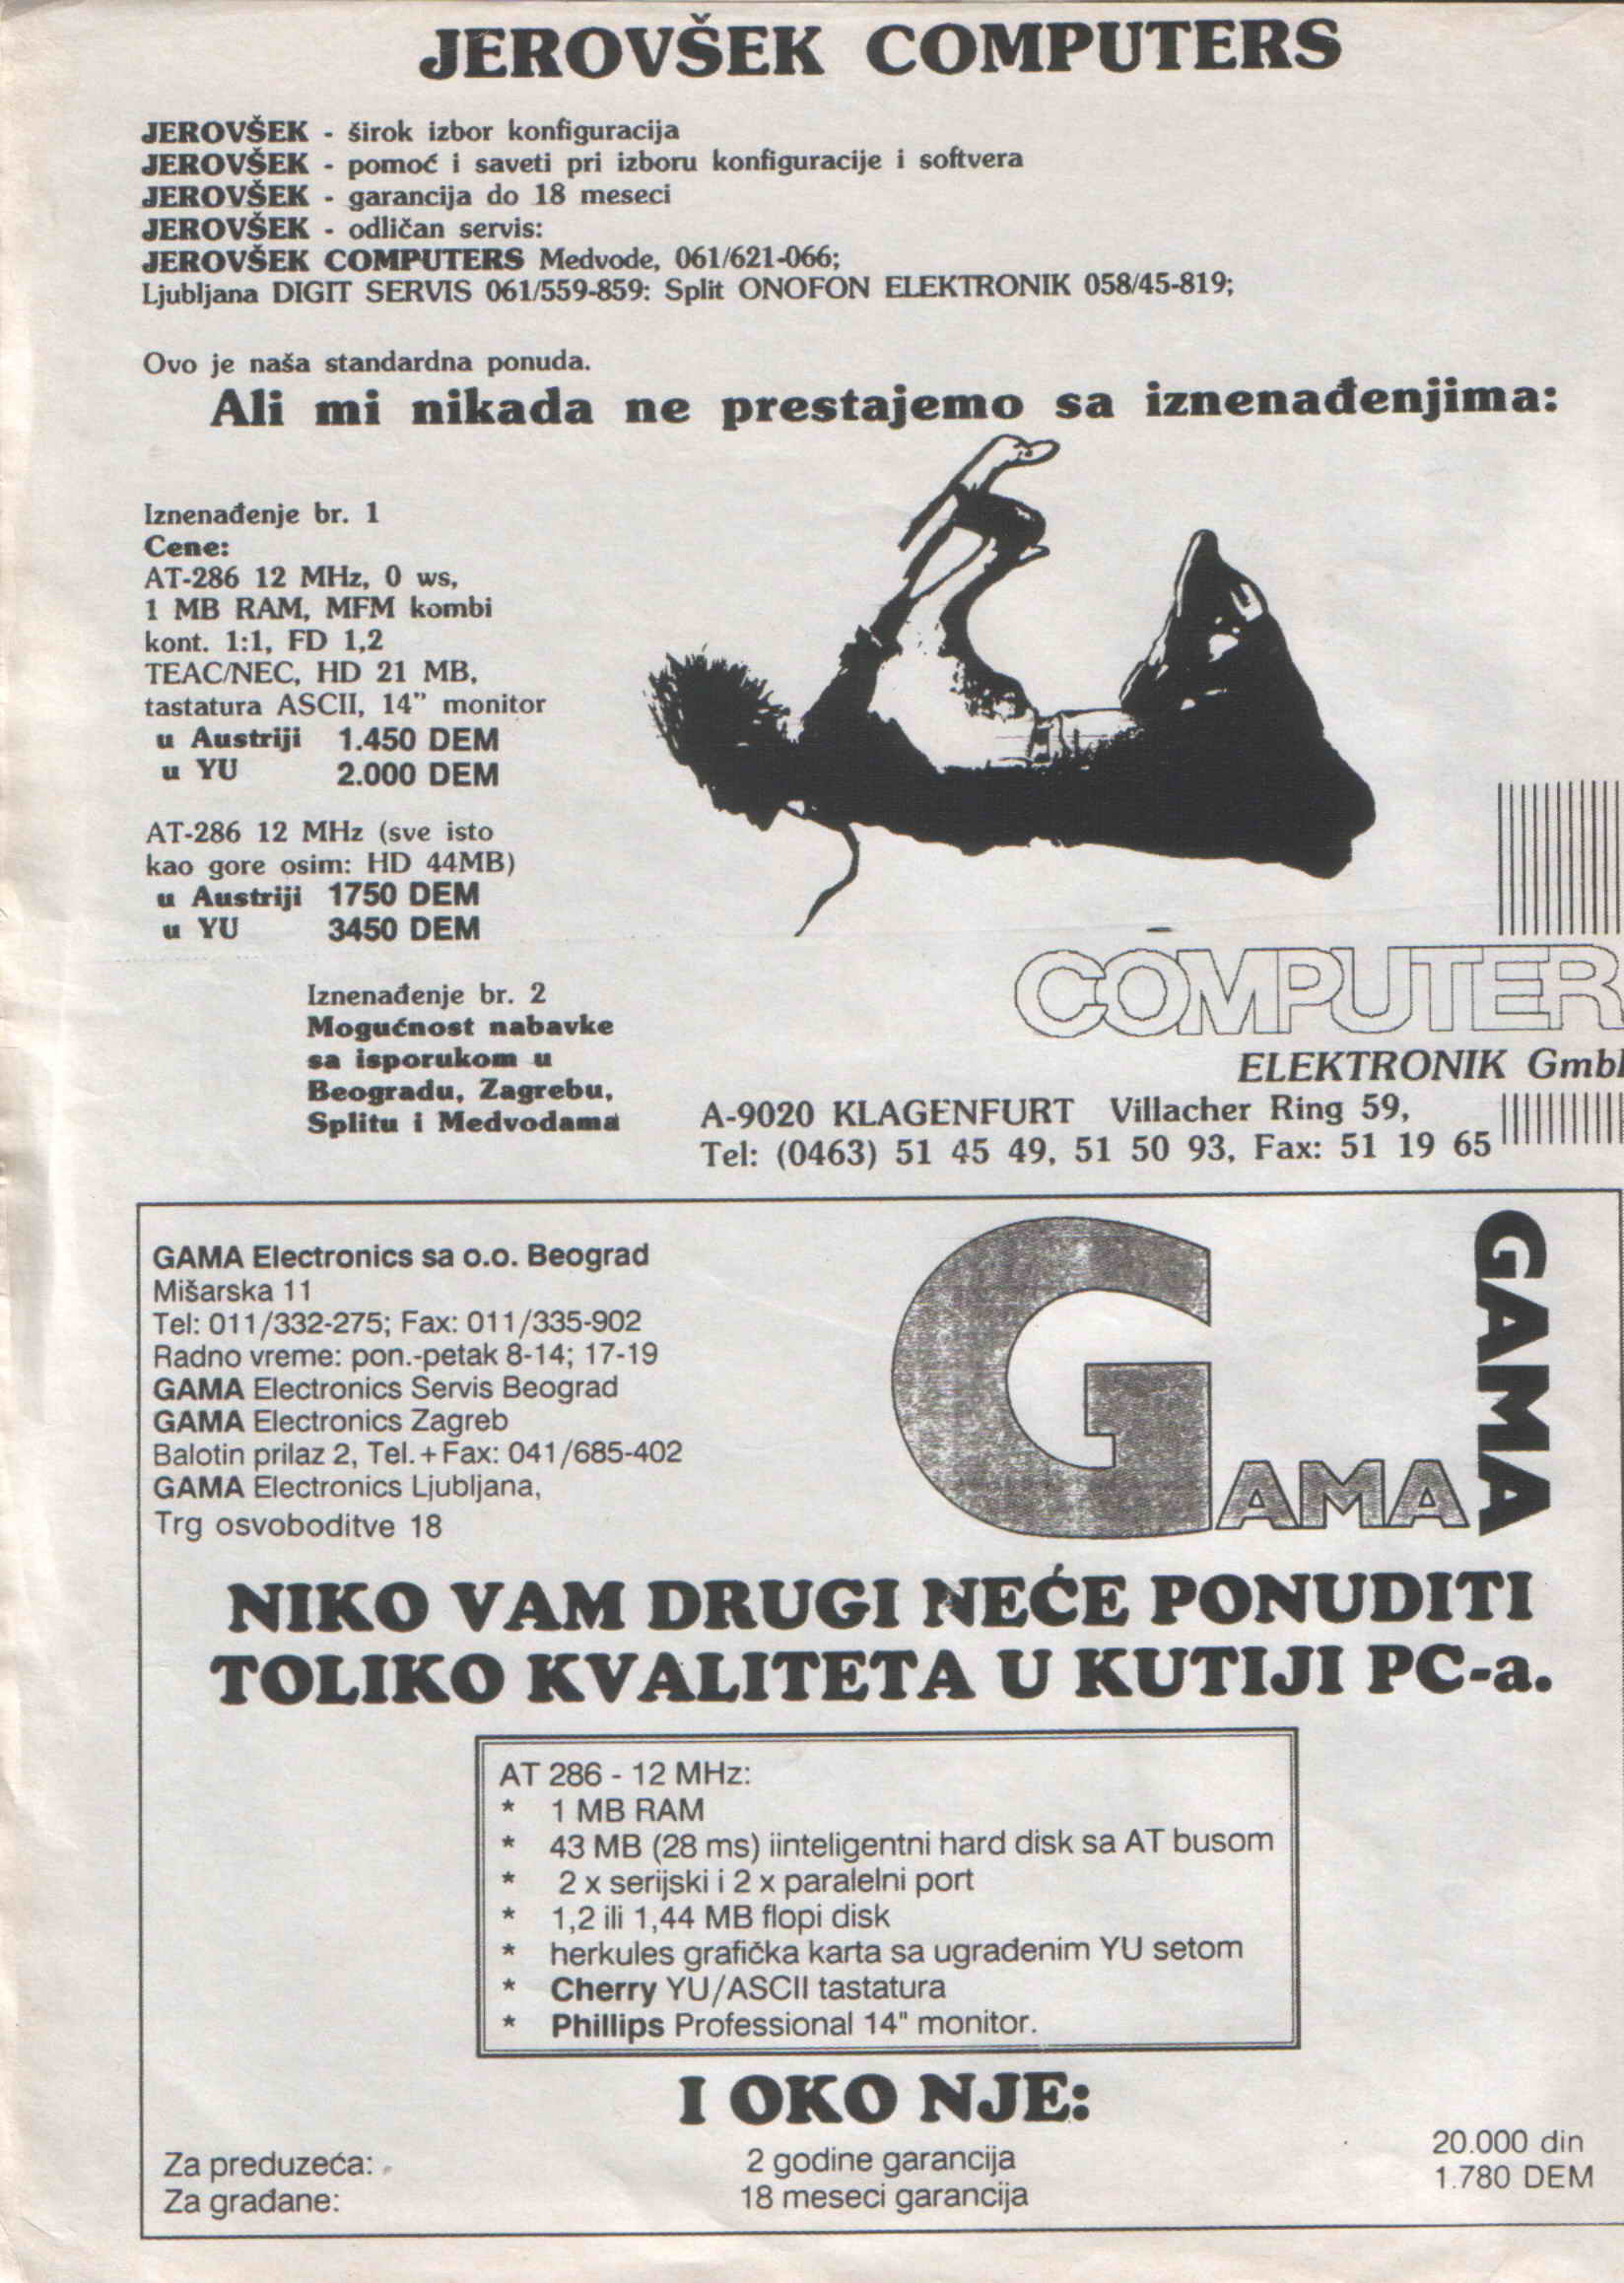 JEROVŠEK COMPUTERS
JEROVŠEK - širok izbor konfiguracija
JEROVŠEK - pomoć i saveti pri izboru konfiguracije i softvera
JEROVŠEK - garancija do 18 meseci
JEROVŠEK - odličan servis:
JEROVŠEK COMPUTERS Medvode, 061/621-066;
Ljubljana DIGIT SERVIS 061/559-859: Split ONOFON ELEKTRONIK 058/45-819;
Ovo je naša standardna ponuda.
Ali mi nikada ne prestajemo sa iznenađenjima:
Iznenađenje br. 1
Cene:
AT-286 12 MHz, 0 ws,
1 MB RAM, MFM kombi
kont. 1:1, FD 1,2
TEAC/NEC, HD 21 MB,
tastatura ASCII, 14" monitor
u Austriji 1.450 DEM
u YU 2.000 DEM
AT-286 12 MHz (sve isto
kao gore osim: HD 44MB)
u Austriji 1750 DEM
u YU 3450 DEM
Iznenađenje br. 2
Mogućnost nabavke
sa isporukom u
Beogradu, Zagrebu,
Splitu i Medvodama
COMPUTER
ELEKTRONIK Gmb
A-9020 KLAGENFURT Villacher Ring 59,
Tel: (0463) 51 45 49, 51 50 93, Fax: 51 19 65
GAMA Electronics sa o.o. Beograd
Mišarska 11
Tel: 011/332-275; Fax: 011/335-902
Radno vreme: pon.-petak 8-14; 17-19
GAMA Electronics Servis Beograd
GAMA Electronics Zagreb
Balotin prilaz 2, Tel.+Fax: 041/685-402
GAMA Electronics Ljubljana,
Trg osvoboditve 18
GAMA
GAMA
NIKO VAM DRUGI NEĆE PONUDITI
TOLIKO KVALITETA U KUTIJI PC-a.
AT 286 - 12 MHz:
* 1 MB RAM
* 43 MB (28 ms) iinteligentni hard disk sa AT busom
* 2 x serijski i 2 x paralelni port
* 1,2 ili 1,44 MB flopi disk
* herkules grafička karta sa ugrađenim YU setom
* Cherry YU/ASCII tastatura
* Phillips Professional 14" monitor.
I OKO NJE:
Za preduzeća: 2 godine garancija 20.000 din
Za građane: 18 meseci garancija 1.780 DEM